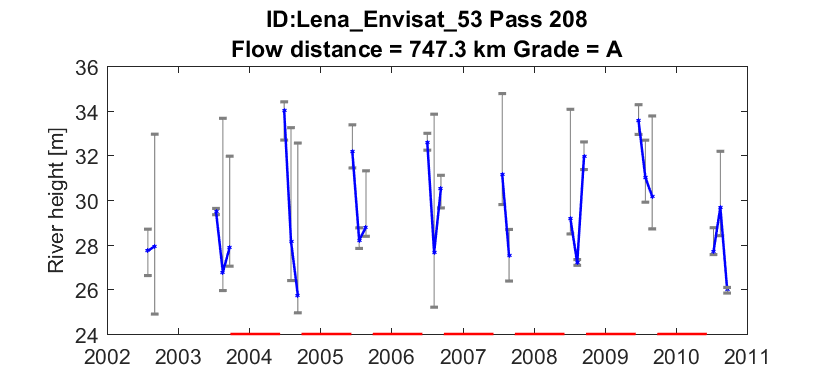 ID:Lena_Envisat_53 Pass 208
Flow distance = 747.3 km Grade = A
River height [m]
36
34
32
30
28
26
24
2002 2003 2004 2005 2006 2007 2008 2009 2010 2011